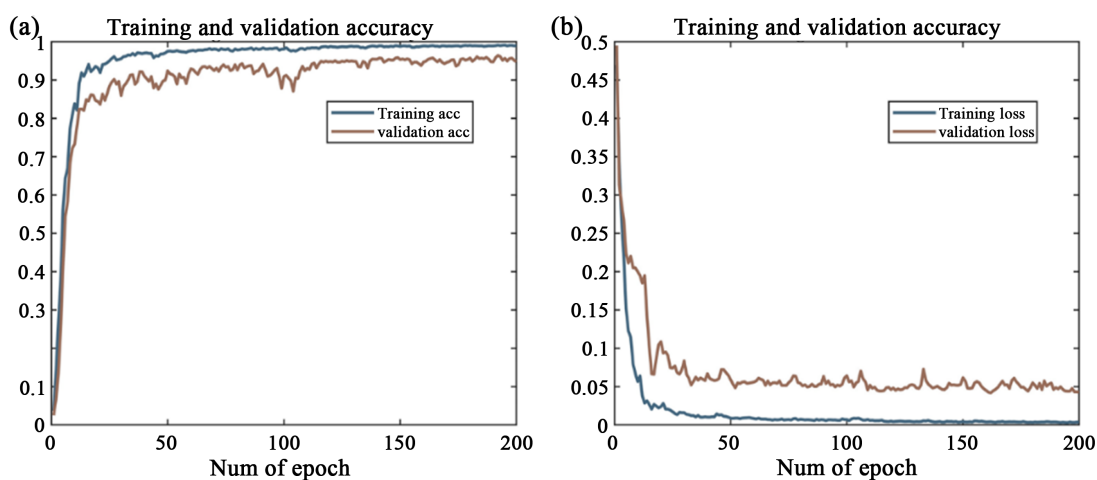 (a)
Training and validation accuracy
1
0.9
0.8
0.7
0.6
0.5
0.4
0.3
0.1
0
Training acc
validation acc
0 50 100 150 200
Num of epoch
(b)
Training and validation accuracy
0.5
0.45
0.4
0.35
0.3
0.25
0.2
0.15
0.1
0.05
0
Training loss
validation loss
0 50 100 150 200
Num of epoch